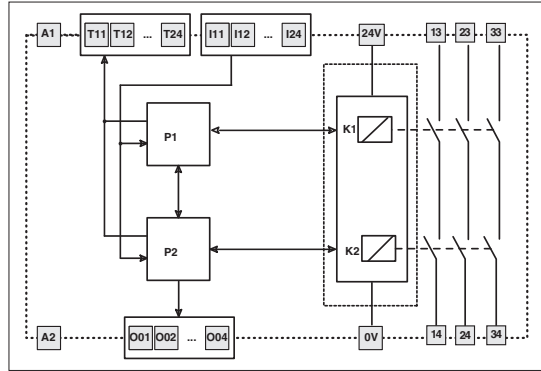 A1 T11 T12 ... T24 I11 I12 ... I24 24V 13 23 33
P1
K1
P2
K2
A2 O01 O02 ... O04 0V 14 24 34